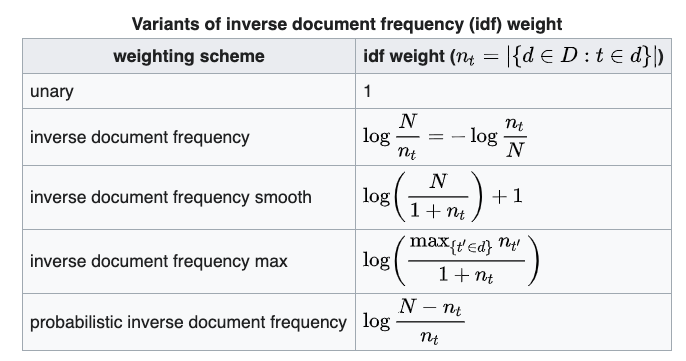 Variants of inverse document frequency (idf) weight
weighting scheme idf weight ($n_t = |\{d \in D : t \in d\}|$)
unary 1
inverse document frequency $\log \frac{N}{n_t} = -\log \frac{n_t}{N}$
inverse document frequency smooth $\log \left( \frac{N}{1 + n_t} \right) + 1$
inverse document frequency max $\log \left( \frac{\max_{\{t' \in d\}} n_{t'}}{1 + n_t} \right)$
probabilistic inverse document frequency $\log \frac{N - n_t}{n_t}$